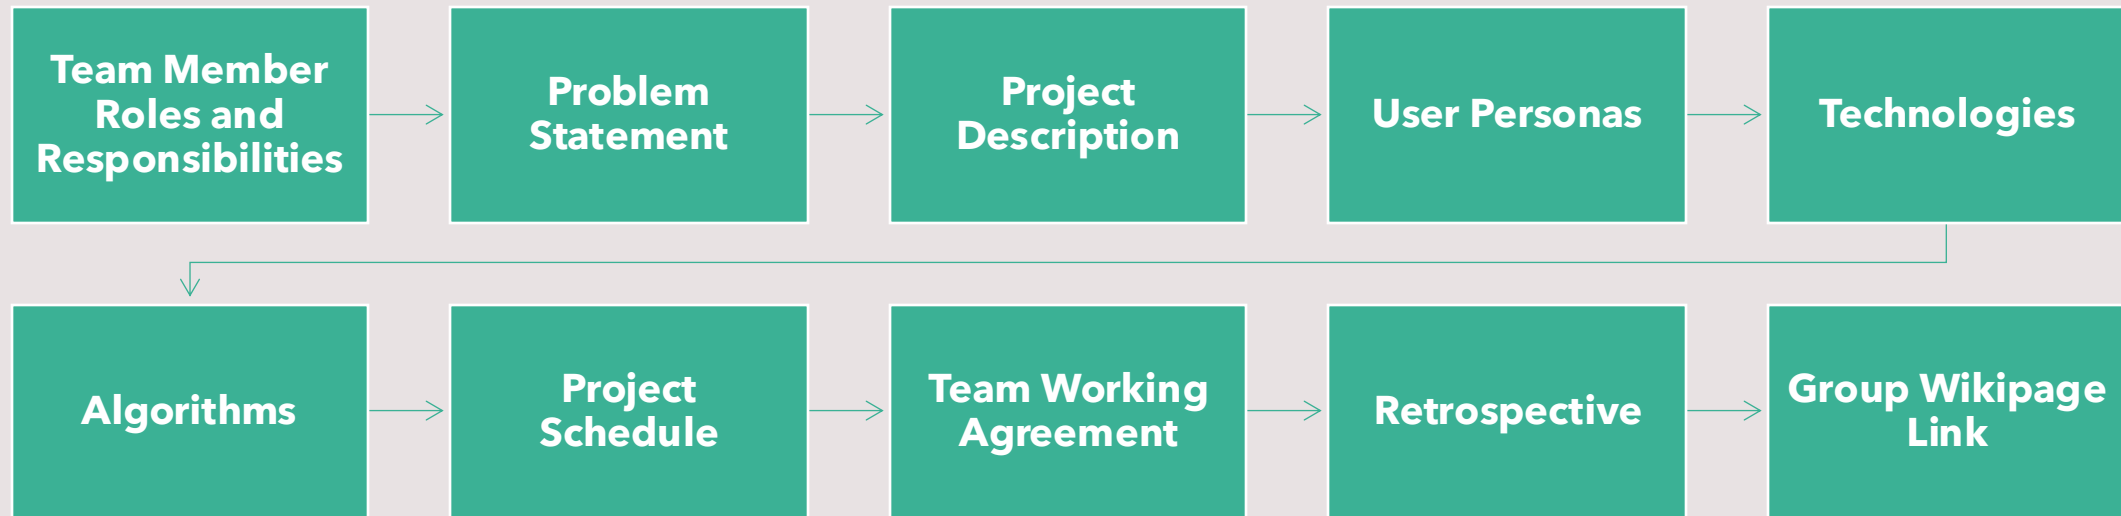 Team Member
Roles and
Responsibilities
Problem
Statement
Project
Description
User Personas
Technologies
Algorithms
Project
Schedule
Team Working
Agreement
Retrospective
Group Wikipage
Link